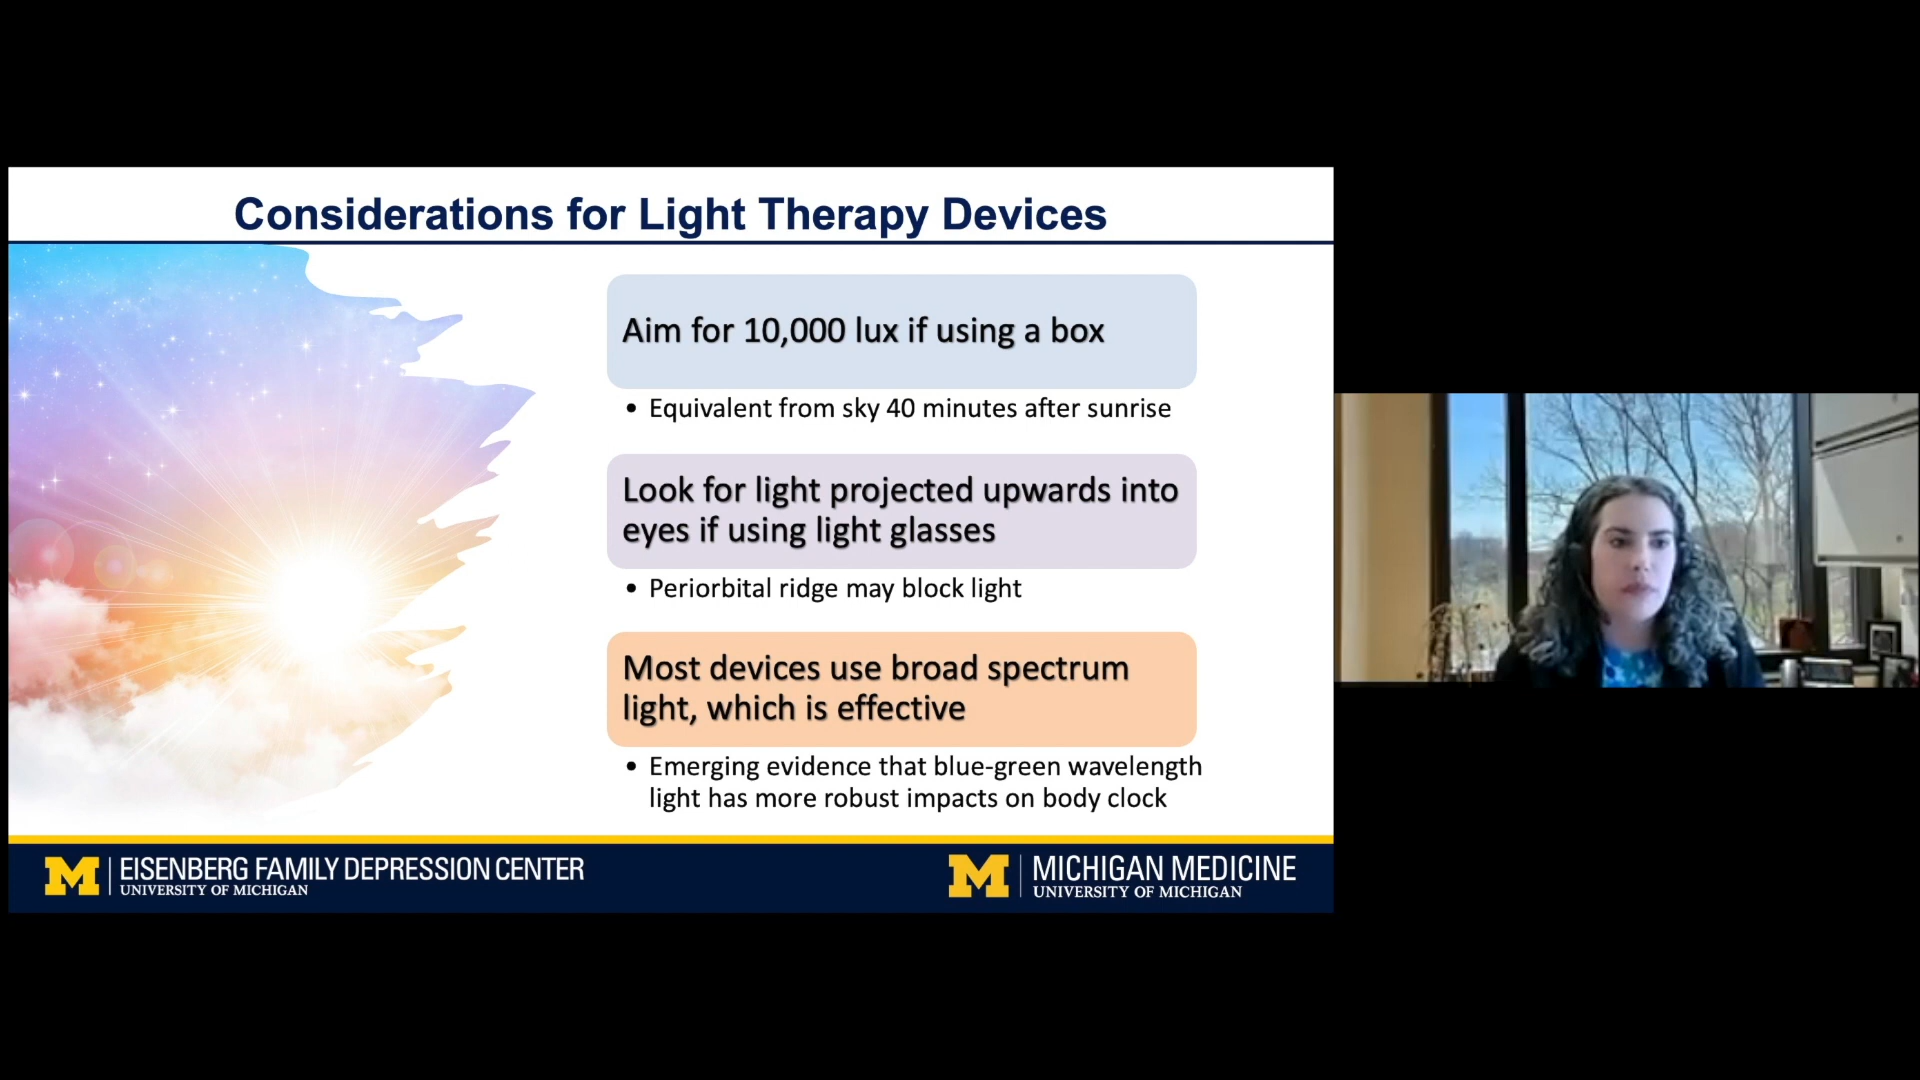 Considerations for Light Therapy Devices
Aim for 10,000 lux if using a box
• Equivalent from sky 40 minutes after sunrise
Look for light projected upwards into
eyes if using light glasses
• Periorbital ridge may block light
Most devices use broad spectrum
light, which is effective
• Emerging evidence that blue-green wavelength
light has more robust impacts on body clock
M EISENBERG FAMILY DEPRESSION CENTER
UNIVERSITY OF MICHIGAN
M MICHIGAN MEDICINE
UNIVERSITY OF MICHIGAN